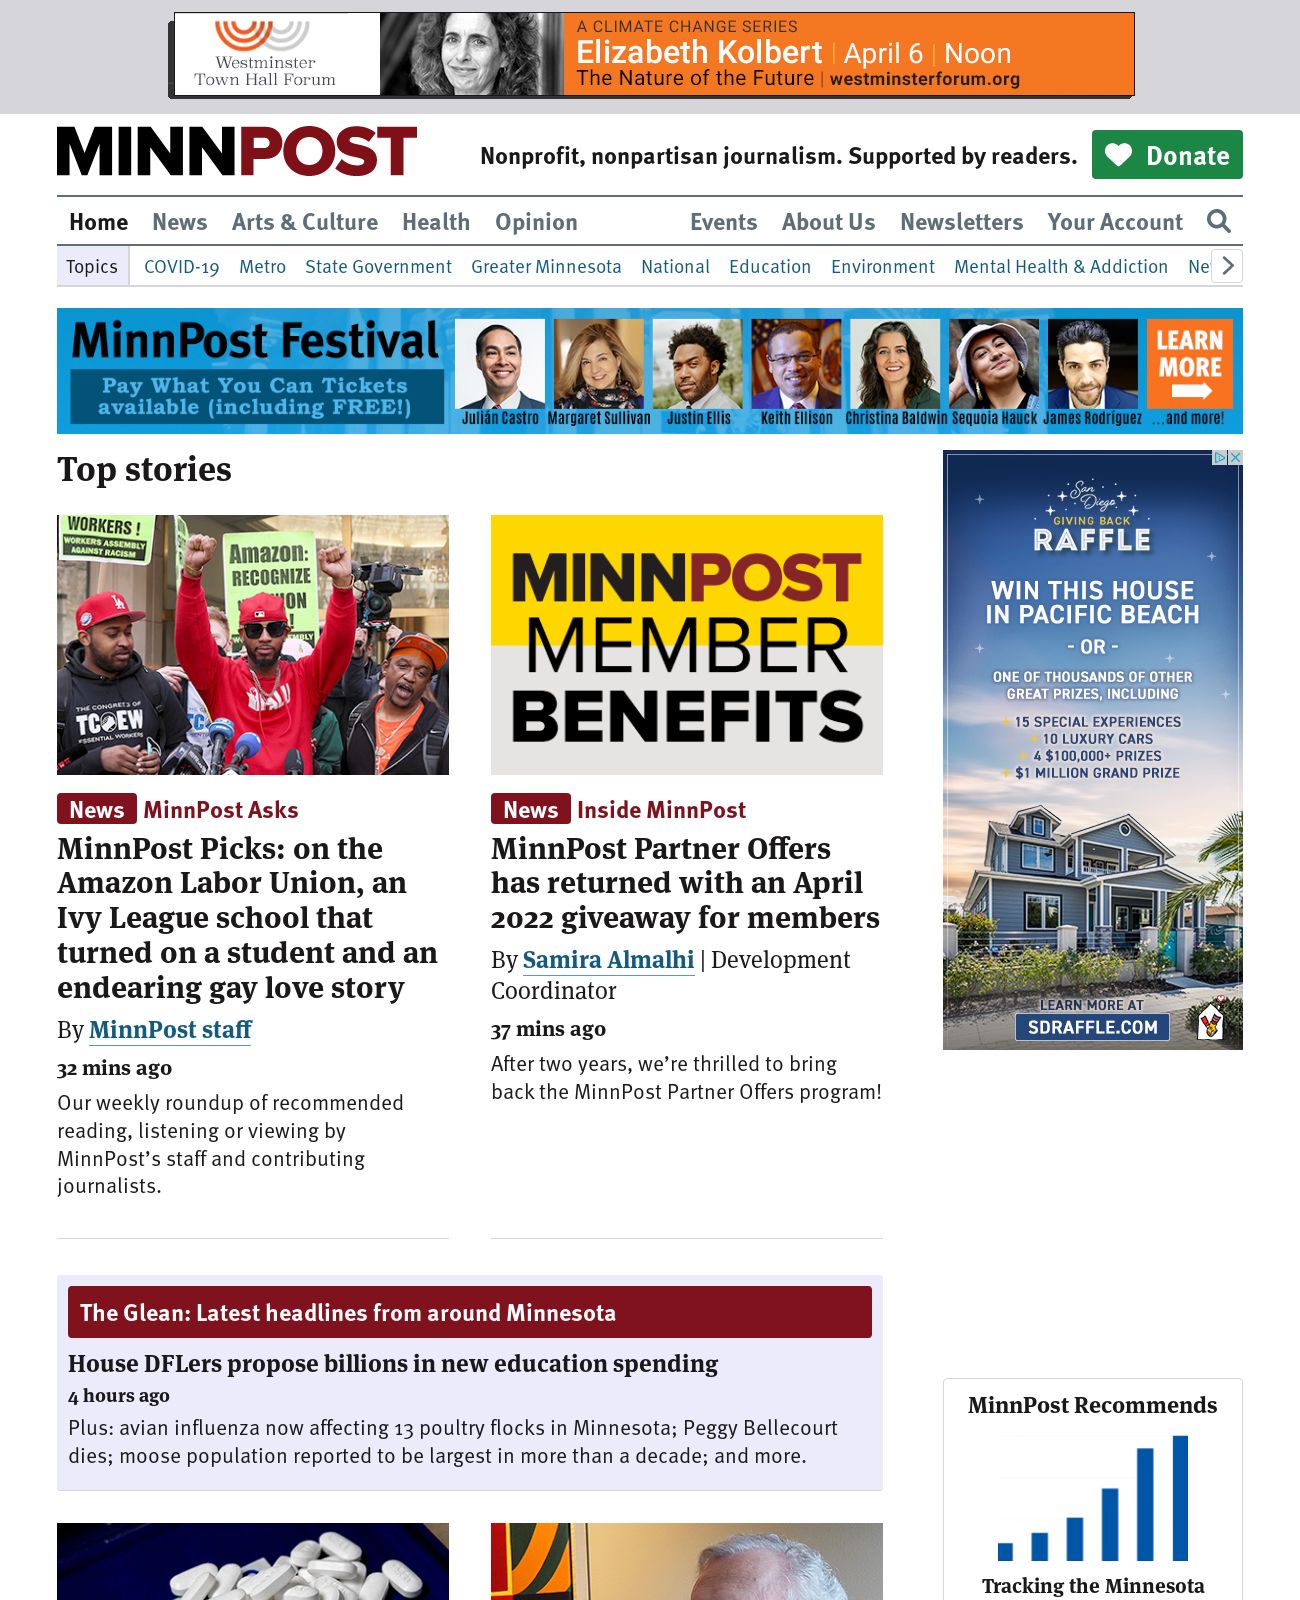 Westminster
Town Hall Forum
A CLIMATE CHANGE SERIES
Elizabeth Kolbert | April 6 | Noon
The Nature of the Future | westminsterforum.org
MINNPOST
Nonprofit, nonpartisan journalism. Supported by readers.
Donate
Home News Arts & Culture Health Opinion Events About Us Newsletters Your Account
Topics COVID-19 Metro State Government Greater Minnesota National Education Environment Mental Health & Addiction Ne
MinnPost Festival
Pay What You Can Tickets
available (including FREE!)
Julián Castro Margaret Sullivan Justin Ellis Keith Ellison Christina Baldwin Sequoia Hauck James Rodríguez ...and more!
LEARN
MORE
Top stories
WORKERS !
WORKERS ASSEMBLY
AGAINST RACISM
Amazon:
RECOGNIZE
THE CONGRESS OF
TCOEW
ESSENTIAL WORKERS
MINNPOST
MEMBER
BENEFITS
News MinnPost Asks
MinnPost Picks: on the
Amazon Labor Union, an
Ivy League school that
turned on a student and an
endearing gay love story
By MinnPost staff
32 mins ago
Our weekly roundup of recommended
reading, listening or viewing by
MinnPost’s staff and contributing
journalists.
News Inside MinnPost
MinnPost Partner Offers
has returned with an April
2022 giveaway for members
By Samira Almalhi | Development
Coordinator
37 mins ago
After two years, we’re thrilled to bring
back the MinnPost Partner Offers program!
San
Diego
GIVING BACK
RAFFLE
WIN THIS HOUSE
IN PACIFIC BEACH
- OR -
ONE OF THOUSANDS OF OTHER
GREAT PRIZES, INCLUDING
15 SPECIAL EXPERIENCES
10 LUXURY CARS
4 $100,000+ PRIZES
$1 MILLION GRAND PRIZE
LEARN MORE AT
SDRAFFLE.COM
The Glean: Latest headlines from around Minnesota
House DFLers propose billions in new education spending
4 hours ago
Plus: avian influenza now affecting 13 poultry flocks in Minnesota; Peggy Bellecourt
dies; moose population reported to be largest in more than a decade; and more.
MinnPost Recommends
Tracking the Minnesota